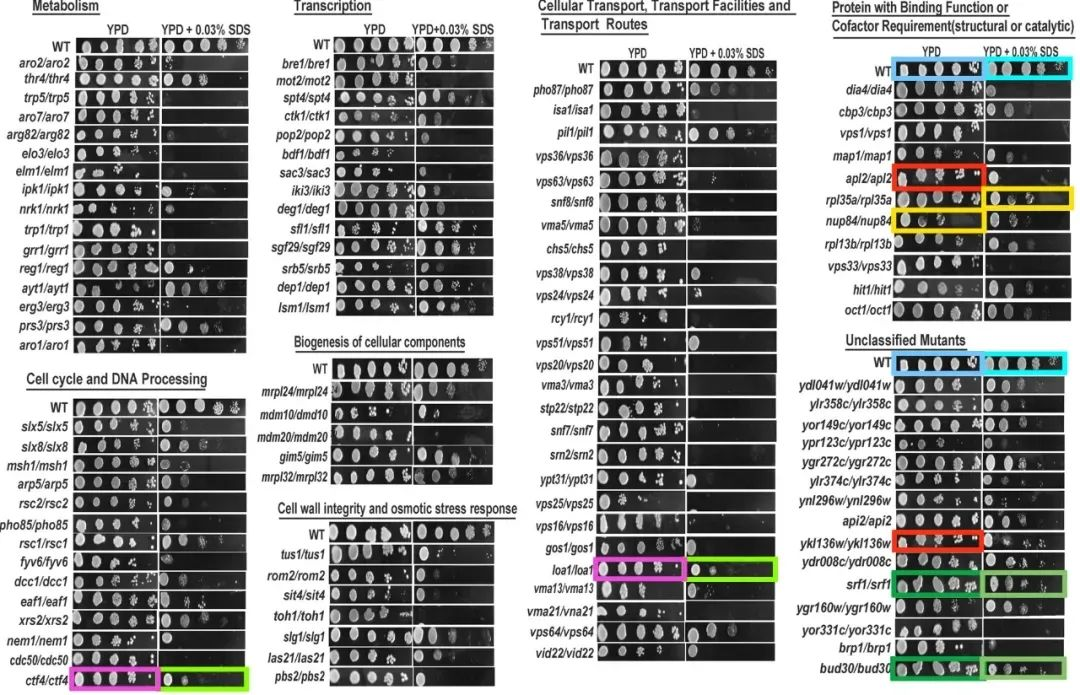 Metabolism
YPD YPD + 0.03% SDS
WT
aro2/aro2
thr4/thr4
trp5/trp5
aro7/aro7
arg82/arg82
elo3/elo3
elm1/elm1
ipk1/ipk1
nrk1/nrk1
trp1/trp1
grr1/grr1
reg1/reg1
ayt1/ayt1
erg3/erg3
prs3/prs3
aro1/aro1
Cell cycle and DNA Processing
WT
slx5/slx5
slx8/slx8
msh1/msh1
arp5/arp5
rsc2/rsc2
pho85/pho85
rsc1/rsc1
fyv6/fyv6
dcc1/dcc1
eaf1/eaf1
xrs2/xrs2
nem1/nem1
cdc50/cdc50
ctf4/ctf4
Transcription
YPD YPD+0.03% SDS
WT
bre1/bre1
mot2/mot2
spt4/spt4
ctk1/ctk1
pop2/pop2
bdf1/bdf1
sac3/sac3
iki3/iki3
deg1/deg1
sfl1/sfl1
sgf29/sgf29
srb5/srb5
dep1/dep1
lsm1/lsm1
Biogenesis of cellular components
WT
mrpl24/mrpl24
mdm10/dmd10
mdm20/mdm20
gim5/gim5
mrpl32/mrpl32
Cell wall integrity and osmotic stress response
WT
tus1/tus1
rom2/rom2
sit4/sit4
toh1/toh1
slg1/slg1
las21/las21
pbs2/pbs2
Cellular Transport, Transport Facilities and
Transport Routes
YPD YPD + 0.03% SDS
WT
pho87/pho87
isa1/isa1
pil1/pil1
vps36/vps36
vps63/vps63
snf8/snf8
vma5/vma5
chs5/chs5
vps38/vps38
vps24/vps24
rcy1/rcy1
vps51/vps51
vps20/vps20
vma3/vma3
stp22/stp22
snf7/snf7
srn2/srn2
ypt31/ypt31
vps25/vps25
vps16/vps16
gos1/gos1
loa1/loa1
vma13/vma13
vma21/vna21
vps64/vps64
vid22/vid22
Protein with Binding Function or
Cofactor Requirement(structural or catalytic)
YPD YPD + 0.03% SDS
WT
dia4/dia4
cbp3/cbp3
vps1/vps1
map1/map1
apl2/apl2
rpl35a/rpl35a
nup84/nup84
rpl13b/rpl13b
vps33/vps33
hit1/hit1
oct1/oct1
Unclassified Mutants
WT
ydl041w/ydl041w
ylr358c/ylr358c
yor149c/yor149c
ypr123c/ypr123c
ygr272c/ygr272c
ylr374c/ylr374c
ynl296w/ynl296w
api2/api2
ykl136w/ykl136w
ydr008c/ydr008c
srf1/srf1
ygr160w/ygr160w
yor331c/yor331c
brp1/brp1
bud30/bud30